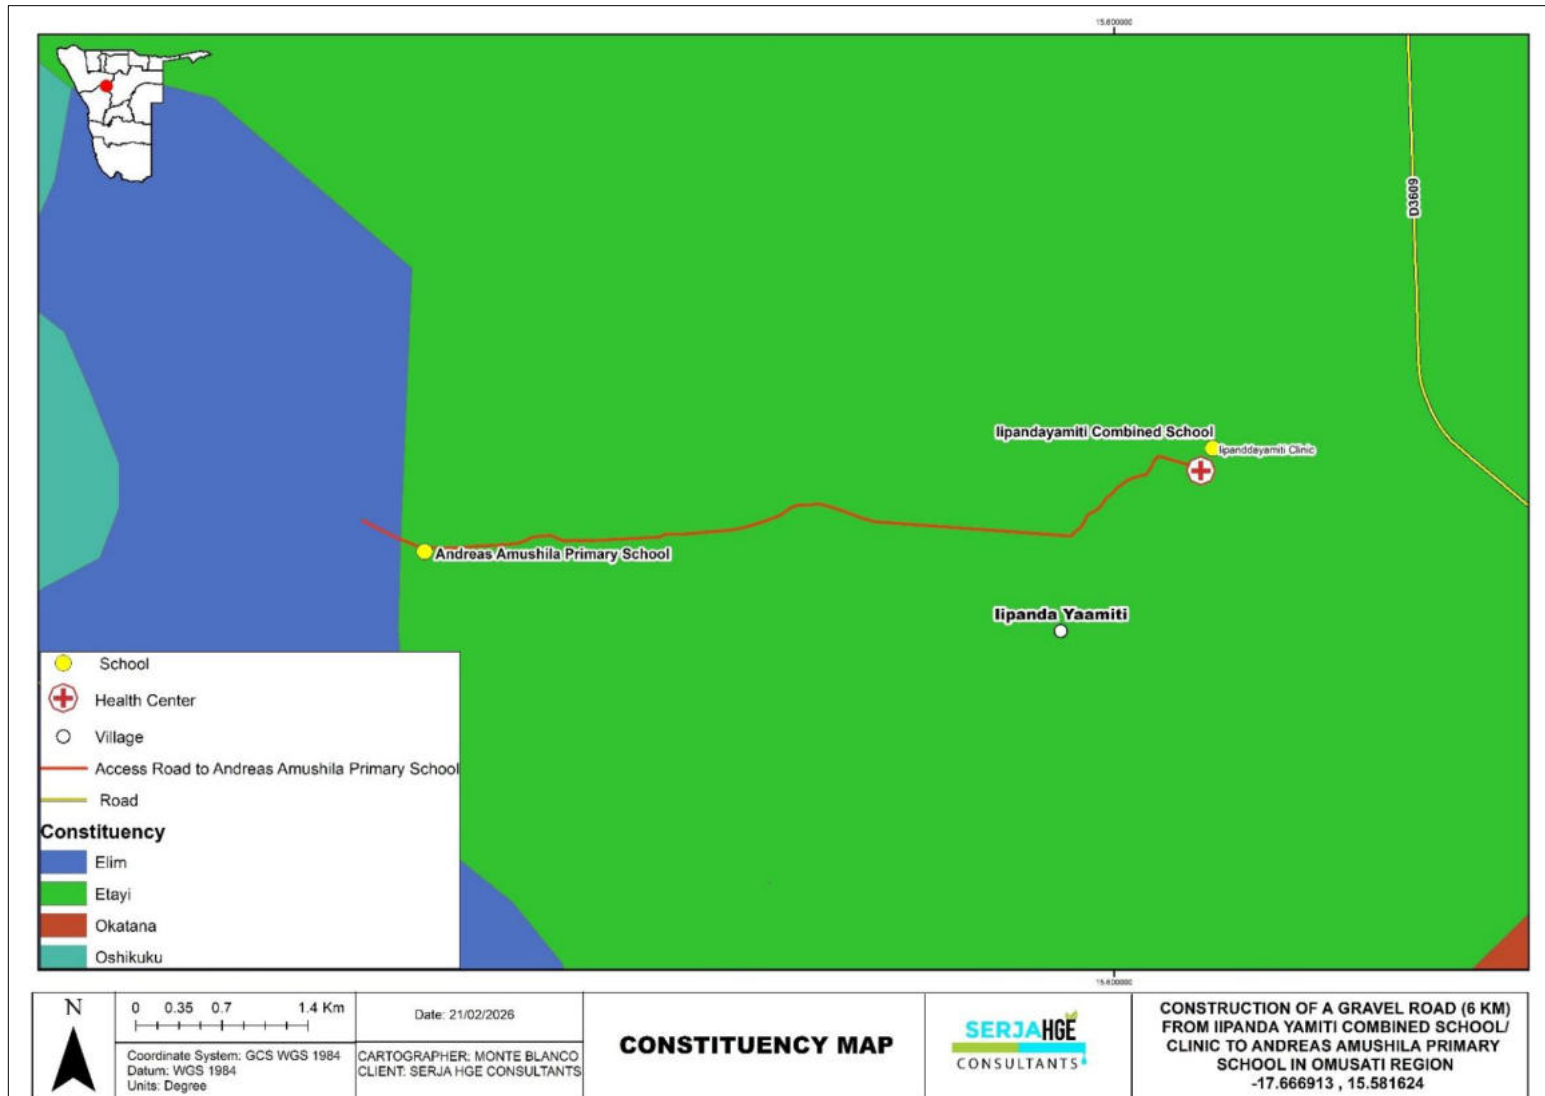 15.600000
D3609
Iipandayamiti Combined School
Iipanddayamiti Clinic
Andreas Amushila Primary School
Iipanda Yaamiti
School
Health Center
Village
Access Road to Andreas Amushila Primary School
Road
Constituency
Elim
Etayi
Okatana
Oshikuku
15.600000
N
0 0.35 0.7 1.4 Km
Coordinate System: GCS WGS 1984
Datum: WGS 1984
Units: Degree
Date: 21/02/2026
CARTOGRAPHER: MONTE BLANCO
CLIENT: SERJA HGE CONSULTANTS
CONSTITUENCY MAP
SERJAHGE
CONSULTANTS
CONSTRUCTION OF A GRAVEL ROAD (6 KM)
FROM IIPANDA YAMITI COMBINED SCHOOL/
CLINIC TO ANDREAS AMUSHILA PRIMARY
SCHOOL IN OMUSATI REGION
-17.666913 , 15.581624